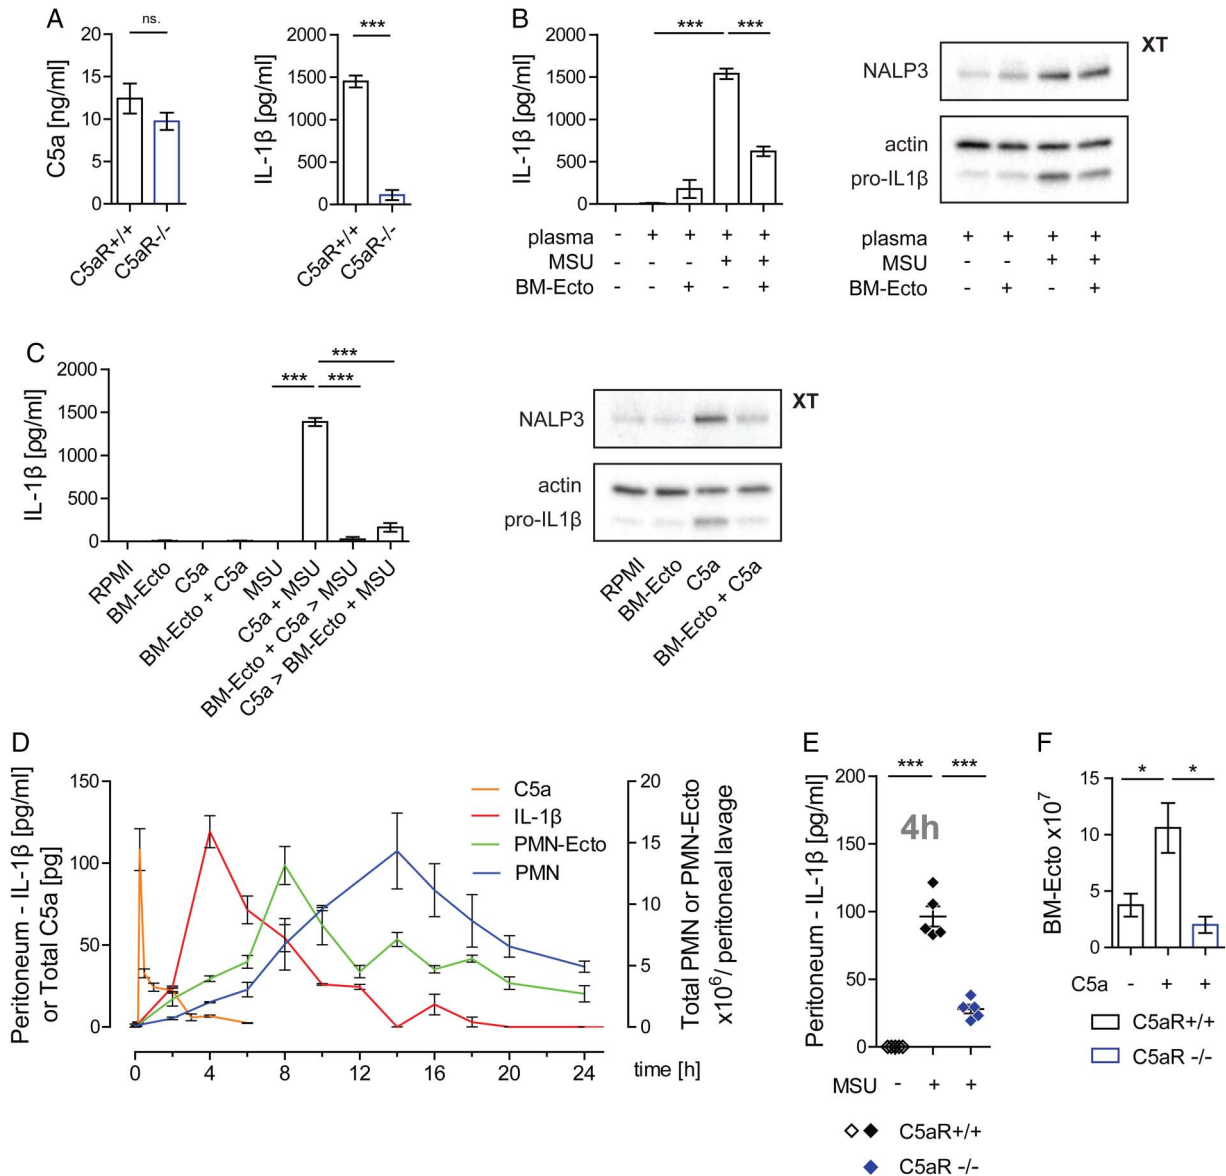 A
ns.
C5a [ng/ml]
20
15
10
5
0
C5aR+/+
C5aR-/-
***
IL-1β [pg/ml]
2000
1500
1000
500
0
C5aR+/+
C5aR-/-
B
*** ***
IL-1β [pg/ml]
2000
1500
1000
500
0
plasma - + + + +
MSU - - - + +
BM-Ecto - - + - +
XT
NALP3
actin
pro-IL1β
plasma + + + +
MSU - - + +
BM-Ecto - + - +
C
***
*** ***
IL-1β [pg/ml]
2000
1500
1000
500
0
RPMI
BM-Ecto
C5a
BM-Ecto + C5a
MSU
C5a + MSU
BM-Ecto + C5a > MSU
C5a > BM-Ecto + MSU
XT
NALP3
actin
pro-IL1β
RPMI
BM-Ecto
C5a
BM-Ecto + C5a
D
Peritoneum - IL-1β [pg/ml]
or Total C5a [pg]
150
100
50
0
C5a
IL-1β
PMN-Ecto
PMN
20
15
10
5
0
Total PMN or PMN-Ecto
x10⁶/ peritoneal lavage
0 4 8 12 16 20 24
time [h]
E
*** ***
Peritoneum - IL-1β [pg/ml]
200
150
100
50
0
4h
MSU - + +
C5aR+/+
C5aR -/-
F
* *
BM-Ecto x10⁷
15
10
5
0
C5a - + +
C5aR+/+
C5aR -/-